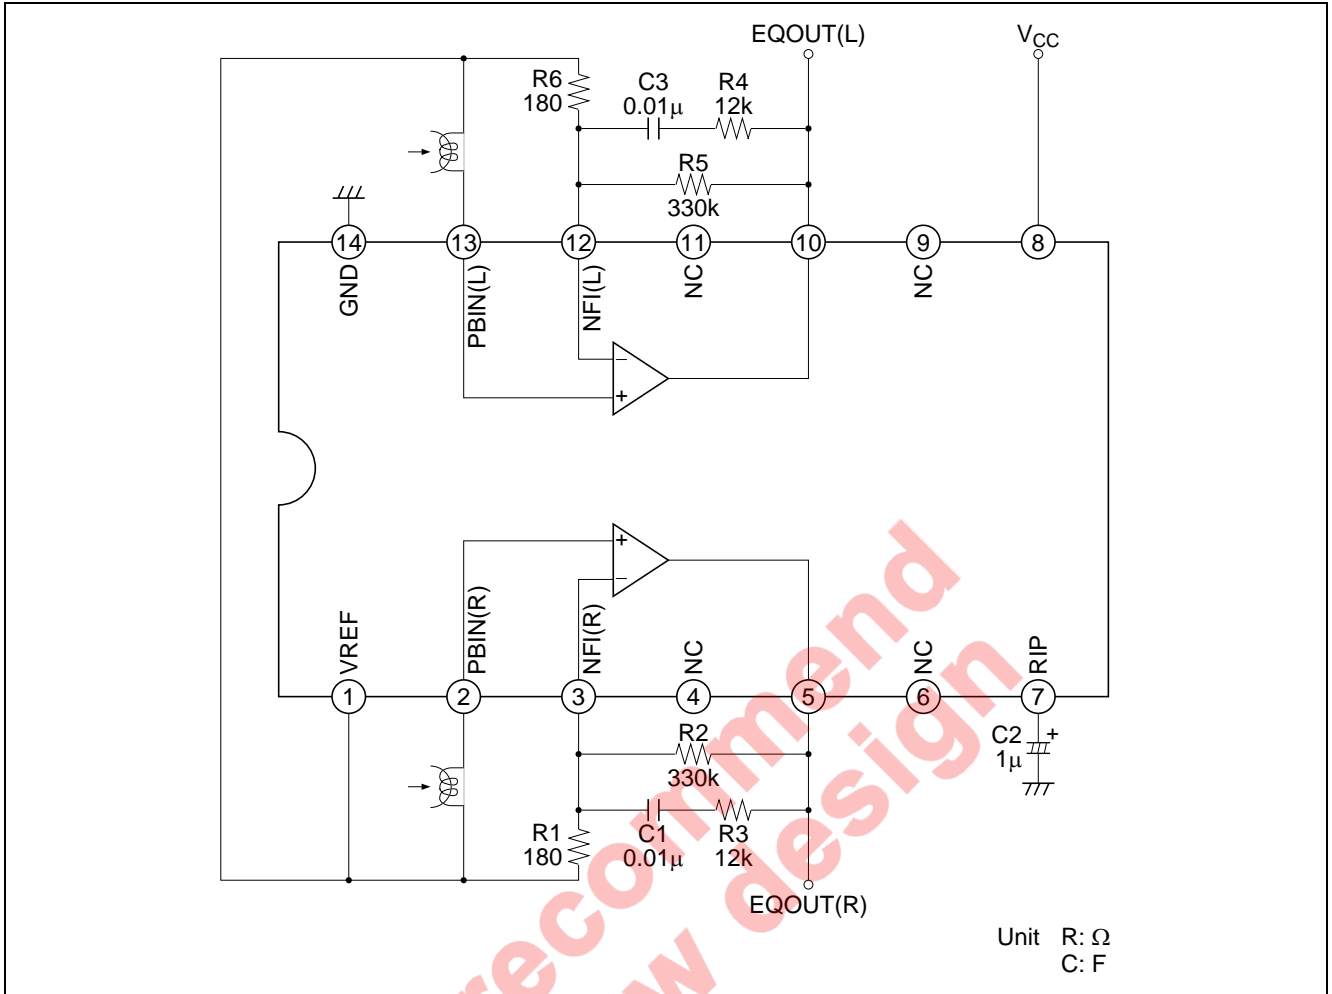 EQOUT(L)
VCC
R6
180
C3
0.01μ
R4
12k
R5
330k
14
13
12
11
10
9
8
GND
PBIN(L)
NFI(L)
NC
NC
−
+
+
−
VREF
PBIN(R)
NFI(R)
NC
NC
RIP
1
2
3
4
5
6
7
R2
330k
C2
1μ
+
R1
180
C1
0.01μ
R3
12k
EQOUT(R)
Unit R: Ω
C: F
recommend
w design